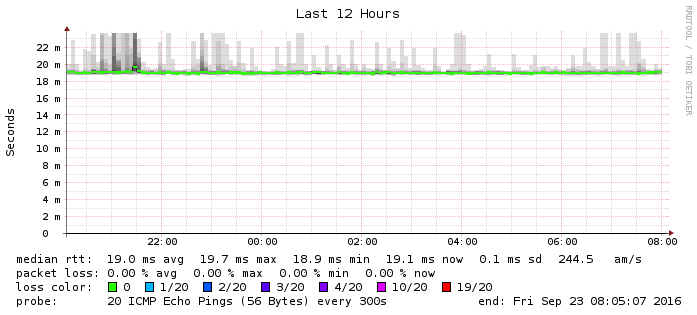 Last 12 Hours
RRDTOOL / TOBI OETIKER
Seconds
22 m
20 m
18 m
16 m
14 m
12 m
10 m
8 m
6 m
4 m
2 m
0
22:00 00:00 02:00 04:00 06:00 08:00
median rtt: 19.0 ms avg 19.7 ms max 18.9 ms min 19.1 ms now 0.1 ms sd 244.5 am/s
packet loss: 0.00 % avg 0.00 % max 0.00 % min 0.00 % now
loss color: 0 1/20 2/20 3/20 4/20 10/20 19/20
probe: 20 ICMP Echo Pings (56 Bytes) every 300s end: Fri Sep 23 08:05:07 2016